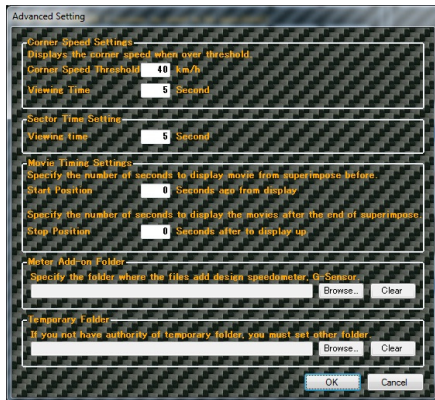 Advanced Setting
Corner Speed Settings
Displays the corner speed when over threshold
Corner Speed Threshold 40 km/h
Viewing Time 5 Second
Sector Time Setting
Viewing time 5 Second
Movie Timing Settings
Specify the number of seconds to display movie from superimpose before.
Start Position 0 Seconds ago from display
Specify the number of seconds to display the movies after the end of superimpose.
Stop Position 0 Seconds after to display up
Meter Add-on Folder
Specify the folder where the files add design speedometer, G-Sensor.
Browse... Clear
Temporary Folder
If you not have authority of temporary folder, you must set other folder.
Browse... Clear
OK Cancel